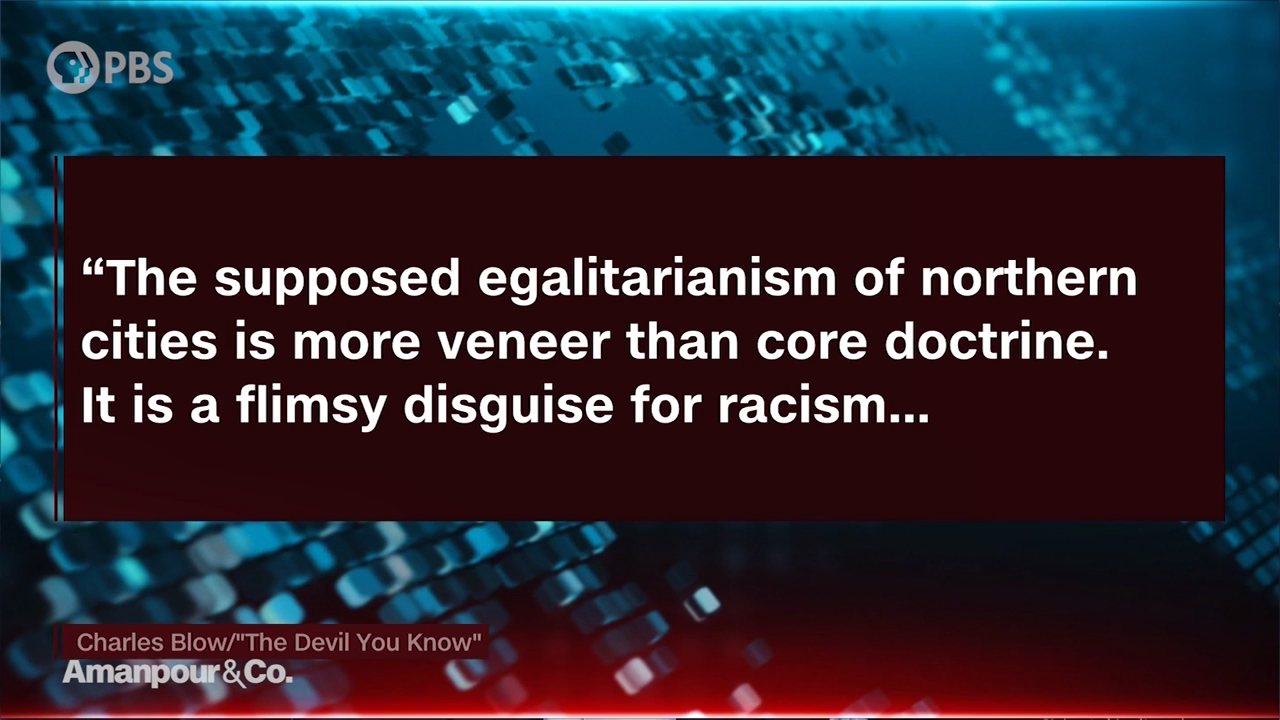 PBS
“The supposed egalitarianism of northern
cities is more veneer than core doctrine.
It is a flimsy disguise for racism...
Charles Blow/"The Devil You Know"
Amanpour&Co.